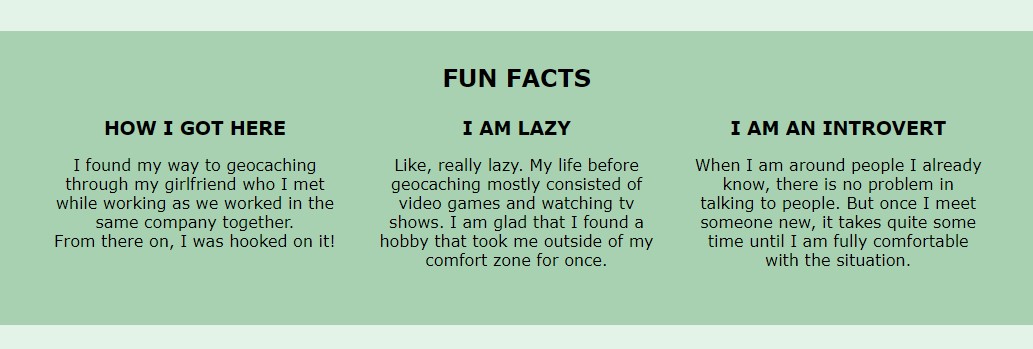 FUN FACTS
HOW I GOT HERE
I found my way to geocaching
through my girlfriend who I met
while working as we worked in the
same company together.
From there on, I was hooked on it!
I AM LAZY
Like, really lazy. My life before
geocaching mostly consisted of
video games and watching tv
shows. I am glad that I found a
hobby that took me outside of my
comfort zone for once.
I AM AN INTROVERT
When I am around people I already
know, there is no problem in
talking to people. But once I meet
someone new, it takes quite some
time until I am fully comfortable
with the situation.